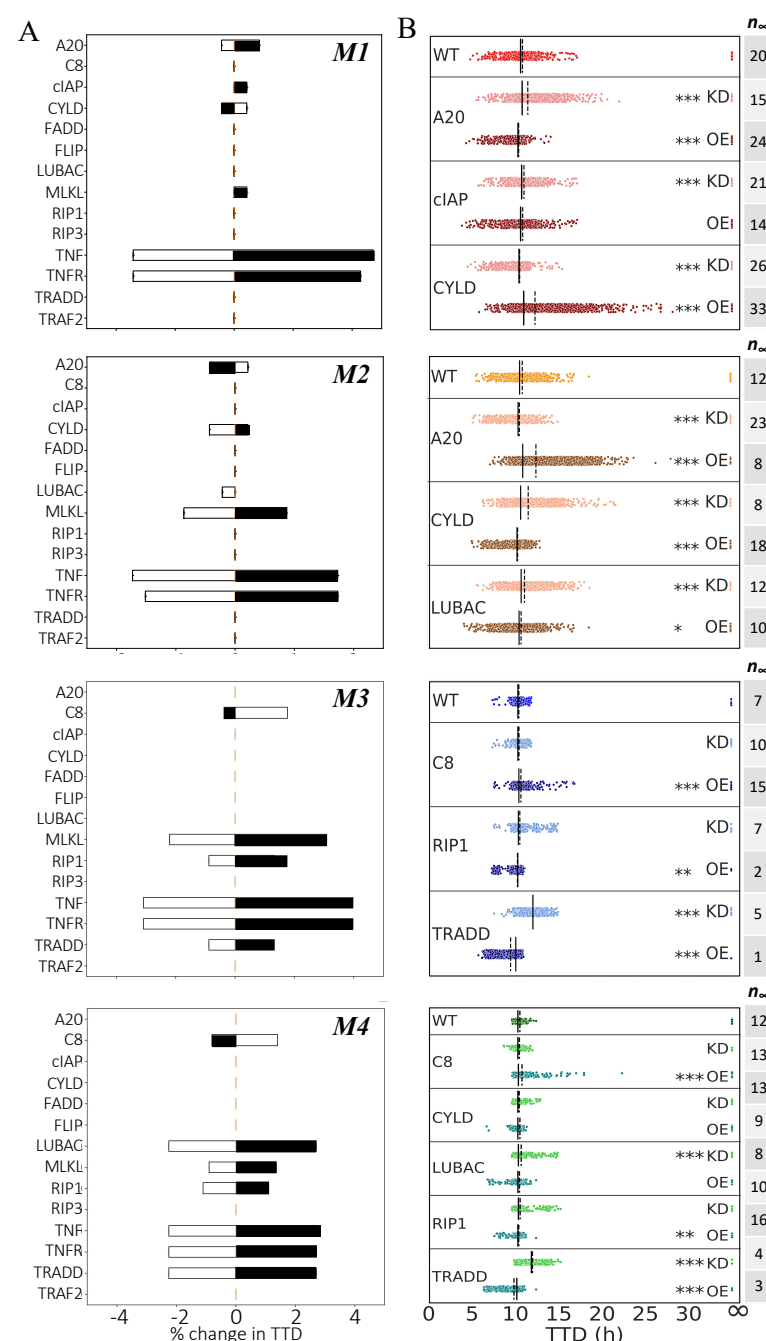 A
B
n∞
M1
A20
C8
cIAP
CYLD
FADD
FLIP
LUBAC
MLKL
RIP1
RIP3
TNF
TNFR
TRADD
TRAF2
WT
20
A20
*** KD
15
*** OE
24
cIAP
*** KD
21
OE
14
CYLD
*** KD
26
*** OE
33
M2
A20
C8
cIAP
CYLD
FADD
FLIP
LUBAC
MLKL
RIP1
RIP3
TNF
TNFR
TRADD
TRAF2
n∞
WT
12
A20
*** KD
23
*** OE
8
CYLD
*** KD
8
*** OE
18
LUBAC
*** KD
12
* OE
10
M3
A20
C8
cIAP
CYLD
FADD
FLIP
LUBAC
MLKL
RIP1
RIP3
TNF
TNFR
TRADD
TRAF2
n∞
WT
7
C8
KD
10
*** OE
15
RIP1
KD
7
** OE
2
TRADD
*** KD
5
*** OE
1
M4
A20
C8
cIAP
CYLD
FADD
FLIP
LUBAC
MLKL
RIP1
RIP3
TNF
TNFR
TRADD
TRAF2
-4 -2 0 2 4
% change in TTD
n∞
WT
12
C8
KD
13
*** OE
13
CYLD
KD
9
OE
8
LUBAC
*** KD
10
OE
16
RIP1
KD
4
** OE
3
TRADD
*** KD
*** OE
0 5 10 15 20 25 30 ∞
TTD (h)